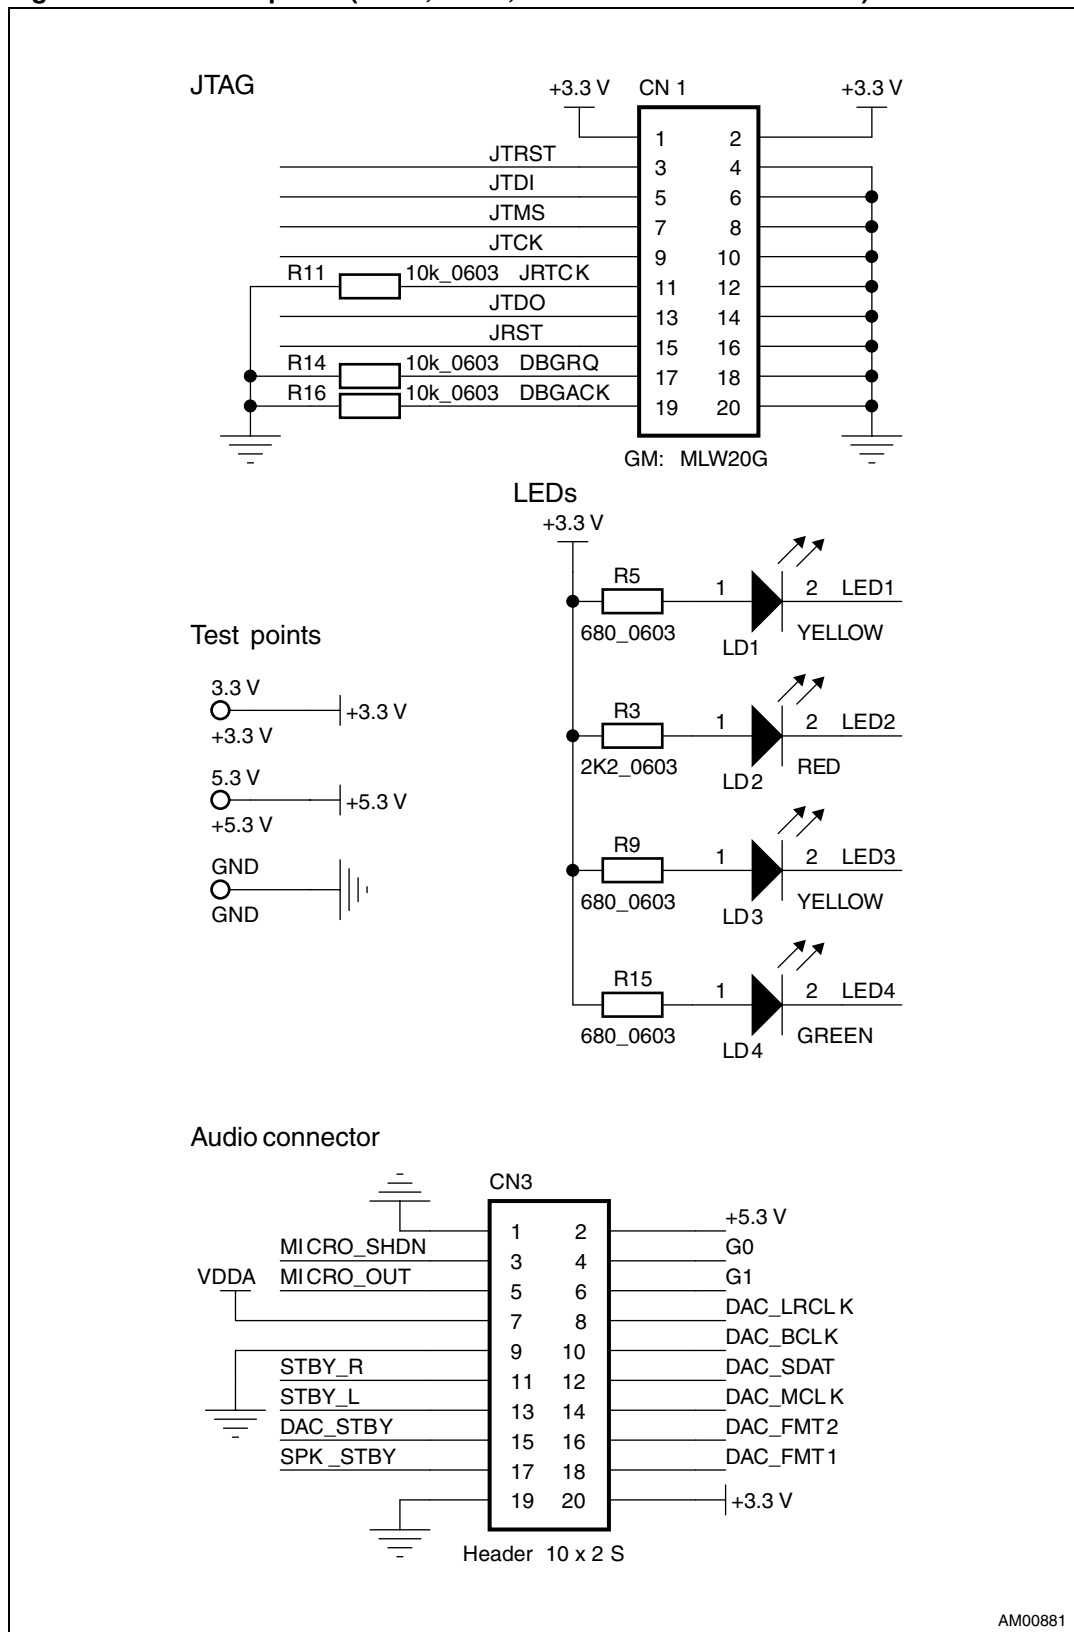 JTAG
+3.3 V CN 1 +3.3 V
1 2
JTRST 3 4
JTDI 5 6
JTMS 7 8
JTCK 9 10
R11 10k_0603 JRTCK 11 12
JTDO 13 14
JRST 15 16
R14 10k_0603 DBGRQ 17 18
R16 10k_0603 DBGACK 19 20
GM: MLW20G
LEDs
+3.3 V
R5 1 2 LED1
680_0603 LD1 YELLOW
R3 1 2 LED2
2K2_0603 LD2 RED
R9 1 2 LED3
680_0603 LD3 YELLOW
R15 1 2 LED4
680_0603 LD4 GREEN
Test points
3.3 V
+3.3 V
+3.3 V
5.3 V
+5.3 V
+5.3 V
GND
GND
Audio connector
CN3
1 2 +5.3 V
MICRO_SHDN 3 4 G0
VDDA MICRO_OUT 5 6 G1
7 8 DAC_LRCLK
9 10 DAC_BCLK
STBY_R 11 12 DAC_SDAT
STBY_L 13 14 DAC_MCLK
DAC_STBY 15 16 DAC_FMT2
SPK_STBY 17 18 DAC_FMT1
19 20 +3.3 V
Header 10 x 2 S
AM00881